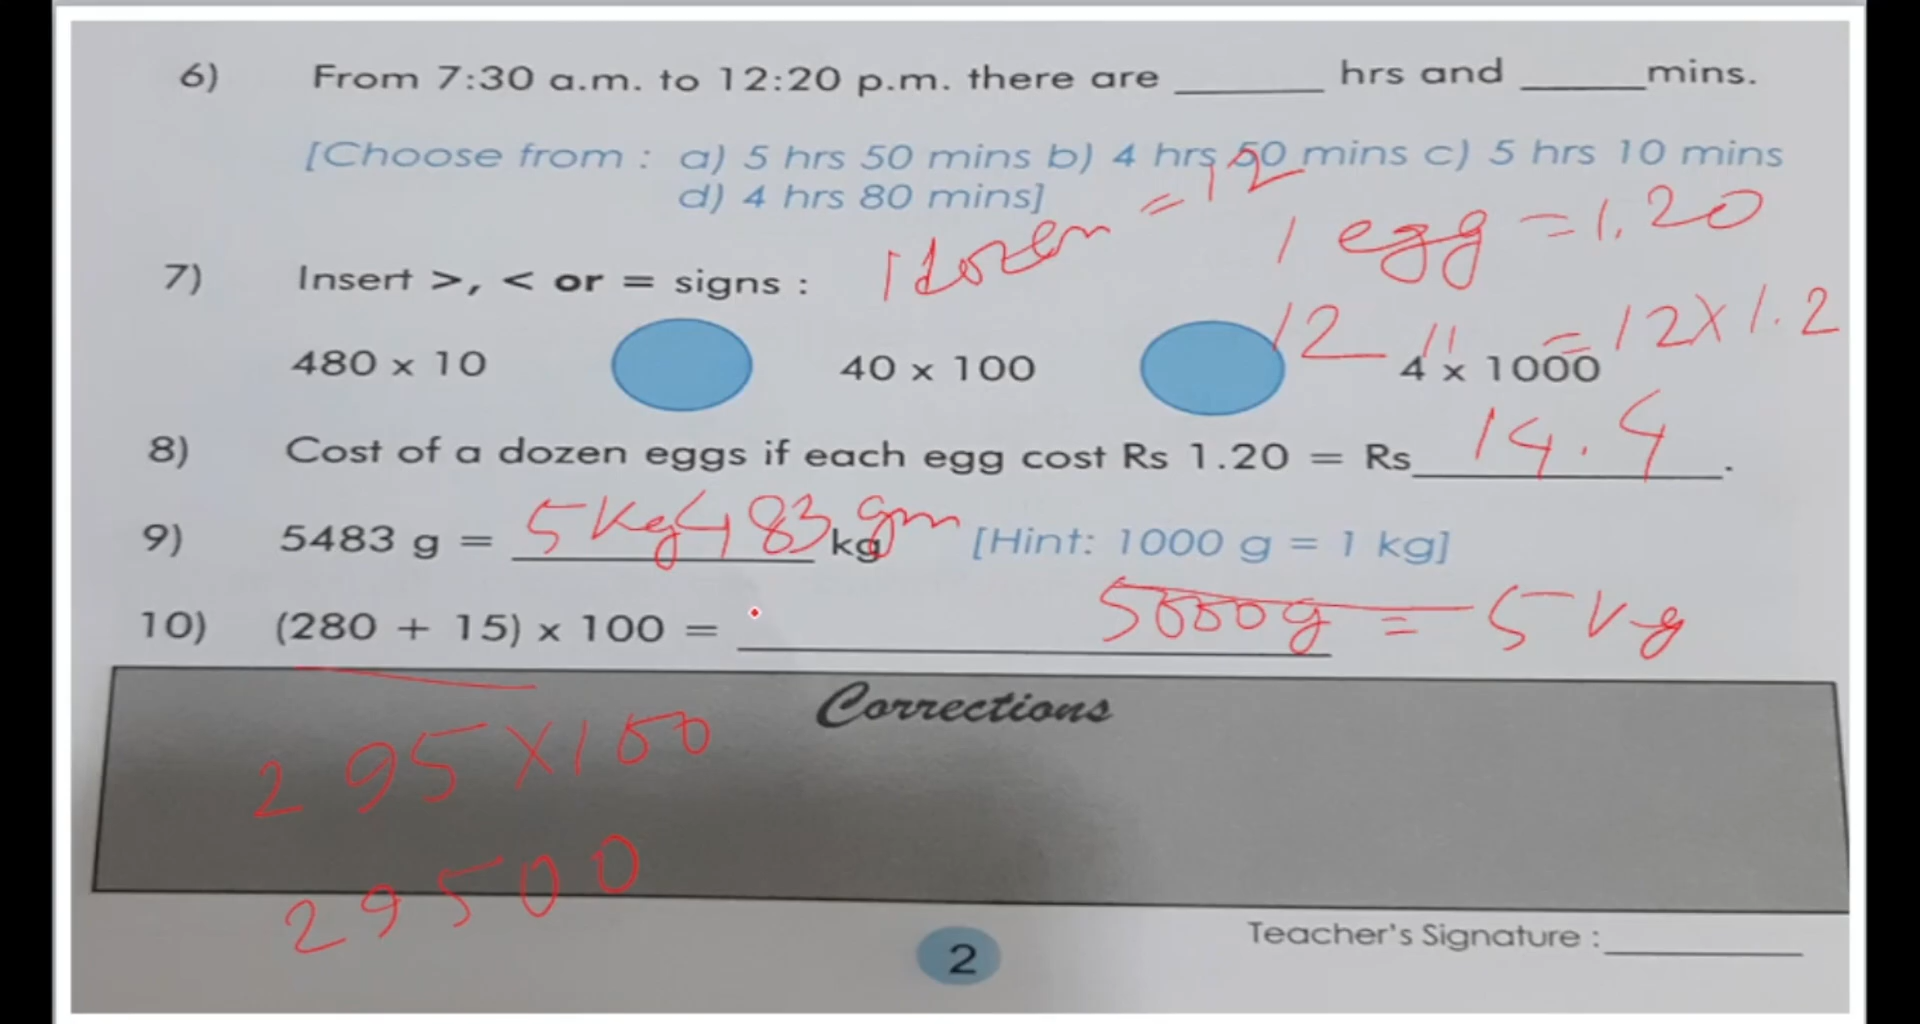 6) From 7:30 a.m. to 12:20 p.m. there are ______ hrs and _____mins.
[Choose from : a) 5 hrs 50 mins b) 4 hrs 50 mins c) 5 hrs 10 mins
d) 4 hrs 80 mins]
1 dozen = 12
1 egg = 1.20
7) Insert >, < or = signs :
12 " = 12 x 1.2
480 x 10 40 x 100 4 x 1000
8) Cost of a dozen eggs if each egg cost Rs 1.20 = Rs 14.4.
9) 5483 g = 5 kg 483 gm kg [Hint: 1000 g = 1 kg]
5000g = 5 kg
10) (280 + 15) x 100 = ______
Corrections
295 x 100
29500
Teacher's Signature : ______
2